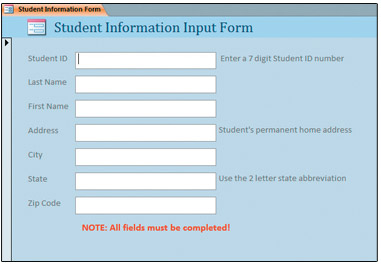 Student Information Form
Student Information Input Form
Student ID Enter a 7 digit Student ID number
Last Name
First Name
Address Student's permanent home address
City
State Use the 2 letter state abbreviation
Zip Code
NOTE: All fields must be completed!